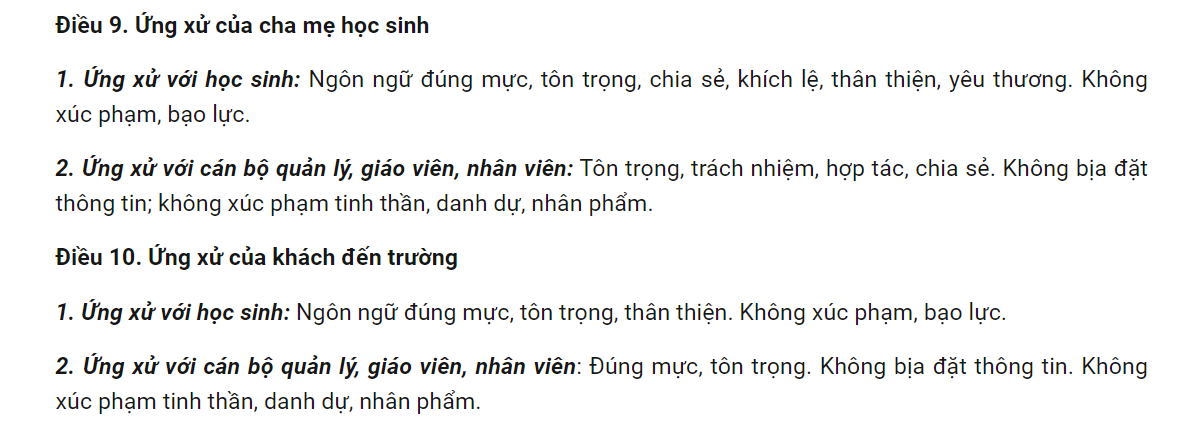 Điều 9. Ứng xử của cha mẹ học sinh
1. Ứng xử với học sinh: Ngôn ngữ đúng mực, tôn trọng, chia sẻ, khích lệ, thân thiện, yêu thương. Không
xúc phạm, bạo lực.
2. Ứng xử với cán bộ quản lý, giáo viên, nhân viên: Tôn trọng, trách nhiệm, hợp tác, chia sẻ. Không bịa đặt
thông tin; không xúc phạm tinh thần, danh dự, nhân phẩm.
Điều 10. Ứng xử của khách đến trường
1. Ứng xử với học sinh: Ngôn ngữ đúng mực, tôn trọng, thân thiện. Không xúc phạm, bạo lực.
2. Ứng xử với cán bộ quản lý, giáo viên, nhân viên: Đúng mực, tôn trọng. Không bịa đặt thông tin. Không
xúc phạm tinh thần, danh dự, nhân phẩm.